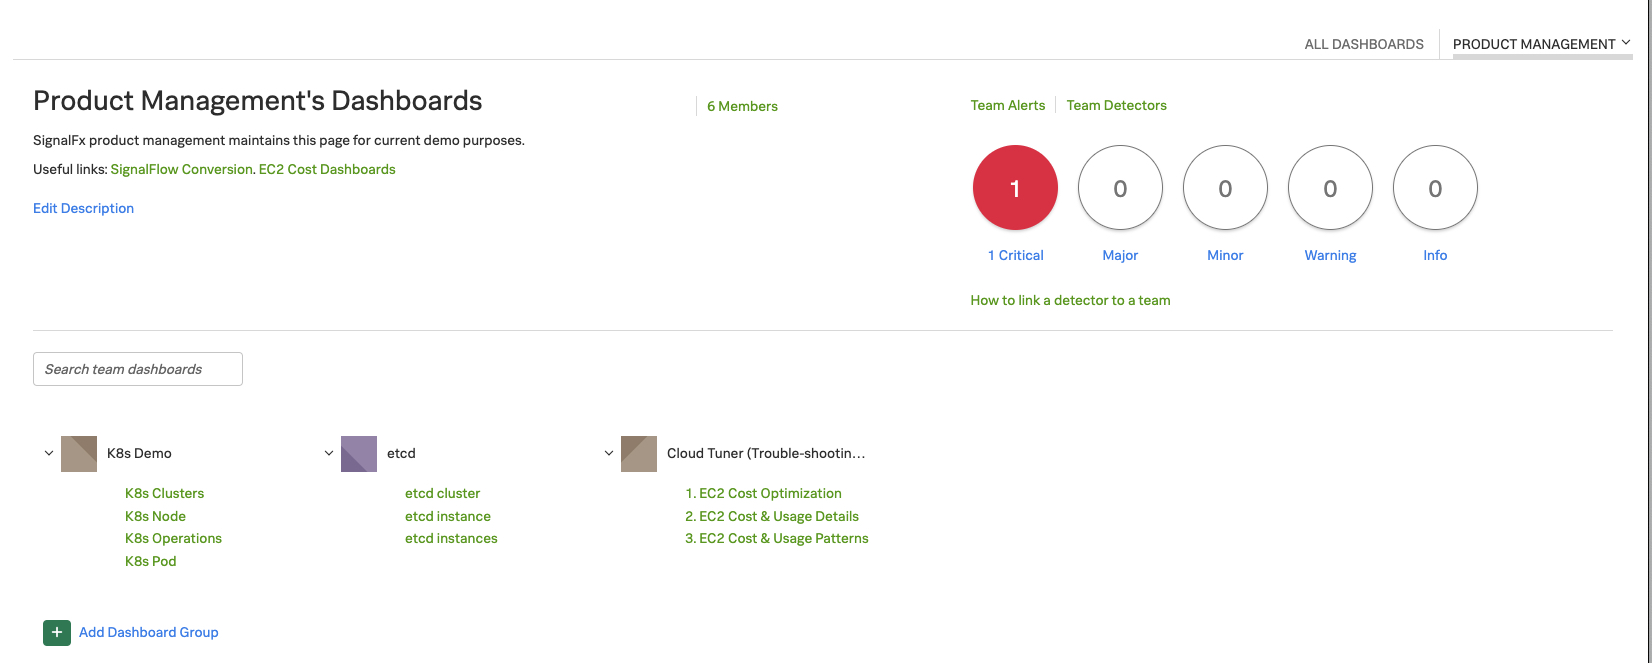 ALL DASHBOARDS
PRODUCT MANAGEMENT
Product Management's Dashboards
SignalFx product management maintains this page for current demo purposes.
Useful links: SignalFlow Conversion. EC2 Cost Dashboards
Edit Description
6 Members
Team Alerts
Team Detectors
1
0
0
0
0
1 Critical
Major
Minor
Warning
Info
How to link a detector to a team
Search team dashboards
K8s Demo
K8s Clusters
K8s Node
K8s Operations
K8s Pod
etcd
etcd cluster
etcd instance
etcd instances
Cloud Tuner (Trouble-shootin…
1. EC2 Cost Optimization
2. EC2 Cost & Usage Details
3. EC2 Cost & Usage Patterns
+ Add Dashboard Group